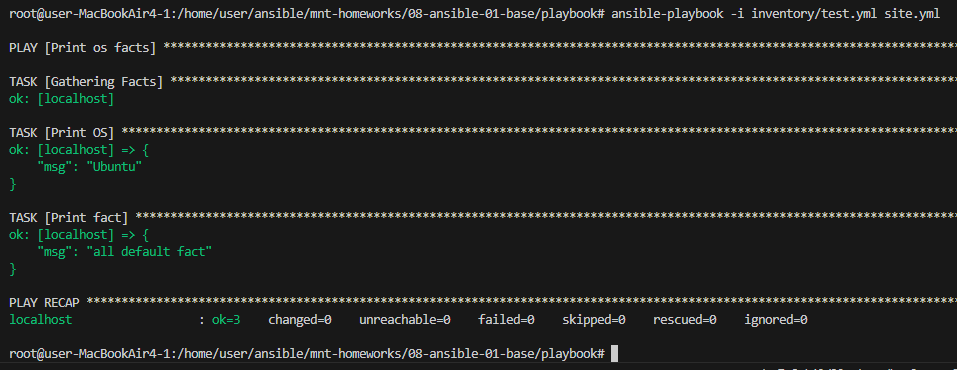 root@user-MacBookAir4-1:/home/user/ansible/mnt-homeworks/08-ansible-01-base/playbook# ansible-playbook -i inventory/test.yml site.yml
PLAY [Print os facts] ******************************************************************************************************************
TASK [Gathering Facts] *****************************************************************************************************************
ok: [localhost]
TASK [Print OS] ************************************************************************************************************************
ok: [localhost] => {
    "msg": "Ubuntu"
}
TASK [Print fact] **********************************************************************************************************************
ok: [localhost] => {
    "msg": "all default fact"
}
PLAY RECAP *****************************************************************************************************************************
localhost                  : ok=3    changed=0    unreachable=0    failed=0    skipped=0    rescued=0    ignored=0
root@user-MacBookAir4-1:/home/user/ansible/mnt-homeworks/08-ansible-01-base/playbook#